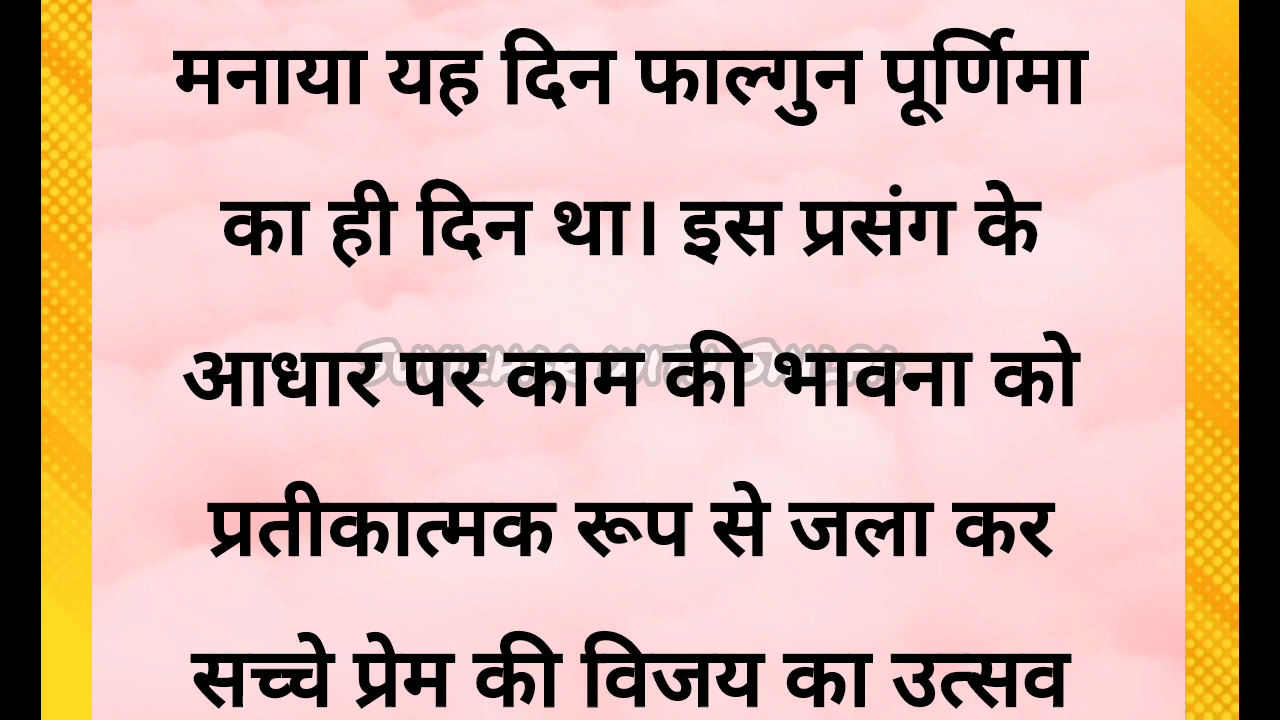 मनाया यह दिन फाल्गुन पूर्णिमा
का ही दिन था। इस प्रसंग के
आधार पर काम की भावना को
प्रतीकात्मक रूप से जला कर
सच्चे प्रेम की विजय का उत्सव